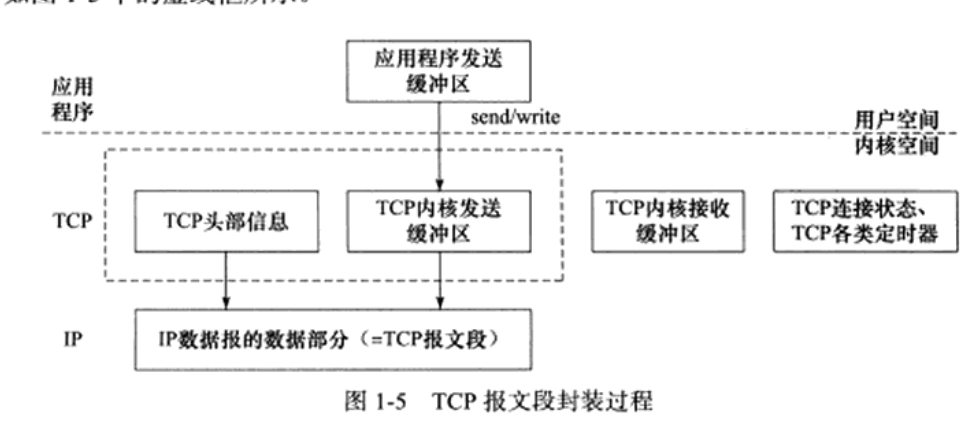 如图 1-5 中的虚线框所示。
应用程序发送
缓冲区
应用
程序
send/write
用户空间
内核空间
TCP
TCP头部信息
TCP内核发送
缓冲区
TCP内核接收
缓冲区
TCP连接状态、
TCP各类定时器
IP
IP数据报的数据部分（=TCP报文段）
图 1-5 TCP 报文段封装过程